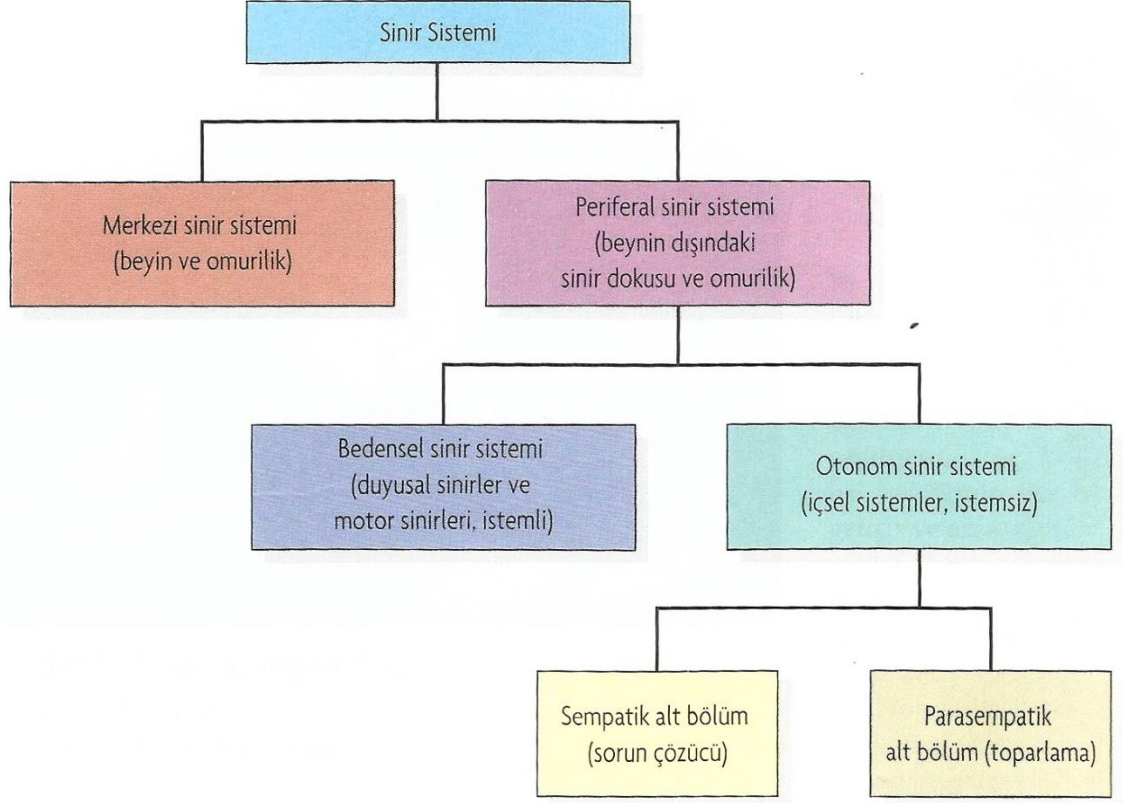 Sinir Sistemi
Merkezi sinir sistemi
(beyin ve omurilik)
Periferal sinir sistemi
(beynin dışındaki
sinir dokusu ve omurilik)
Bedensel sinir sistemi
(duyusal sinirler ve
motor sinirleri, istemli)
Otonom sinir sistemi
(içsel sistemler, istemsiz)
Sempatik alt bölüm
(sorun çözücü)
Parasempatik
alt bölüm (toparlama)